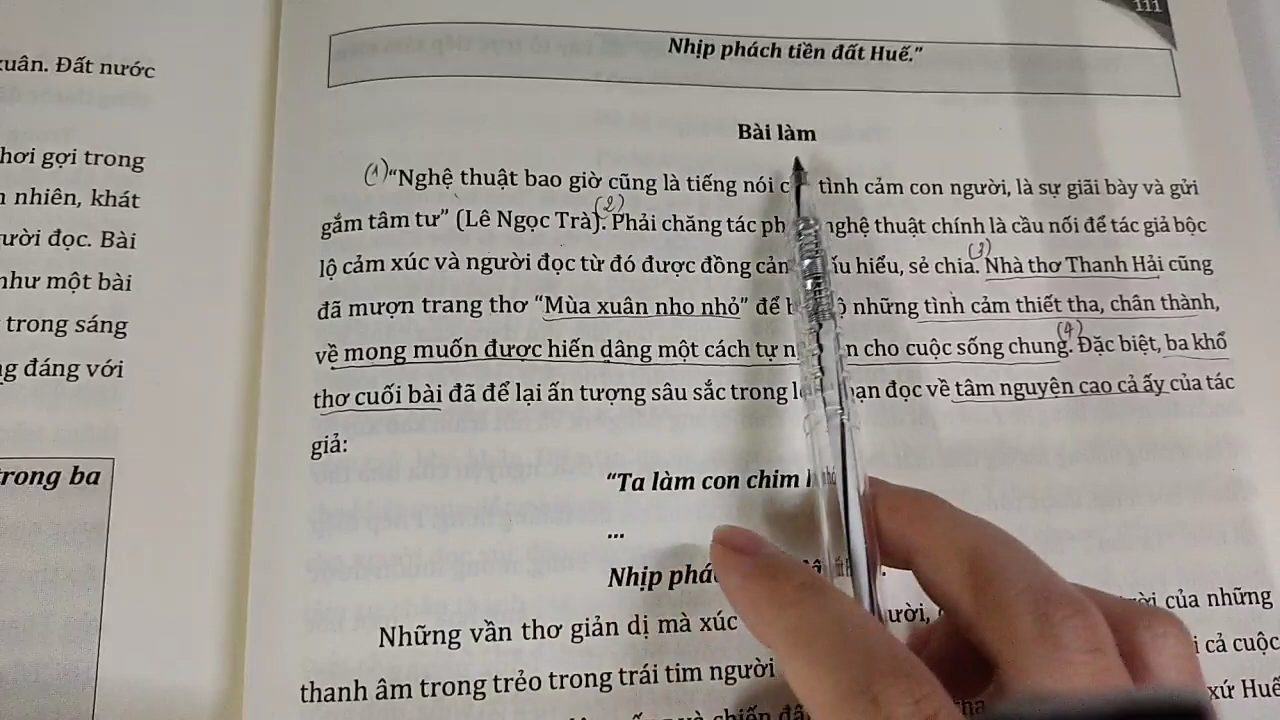 111
Nhịp phách tiền đất Huế.”
xuân. Đất nước
hơi gợi trong
nhiên, khát
ười đọc. Bài
như một bài
trong sáng
g đáng với
rong ba
Bài làm
(1) “Nghệ thuật bao giờ cũng là tiếng nói tình cảm con người, là sự giãi bày và gửi
gắm tâm tư” (Lê Ngọc Trà). (2) Phải chăng tác nghệ thuật chính là cầu nối để tác giả bộc
lộ cảm xúc và người đọc từ đó được đồng hiểu, sẻ chia. (3) Nhà thơ Thanh Hải cũng
đã mượn trang thơ “Mùa xuân nho nhỏ” để những tình cảm thiết tha, chân thành,
về mong muốn được hiến dâng một cách tự cho cuộc sống chung. (4) Đặc biệt, ba khổ
thơ cuối bài đã để lại ấn tượng sâu sắc trong bạn đọc về tâm nguyện cao cả ấy của tác
giả:
“Ta làm con chim
...
Nhịp
Những vần thơ giản dị mà xúc của những
thanh âm trong trẻo trong trái tim người cả cuộc
và chiến xứ Huế